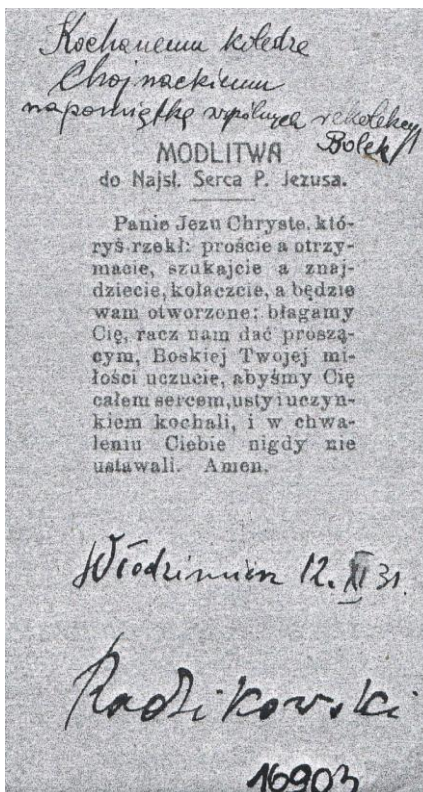 Kochanemu koledze
Chojnackiemu
na pamiątkę wspólnych rekolekcyj
Bolek
MODLITWA
do Najsł. Serca P. Jezusa.
Panie Jezu Chryste, któ-
ryś rzekł: proście a otrzy-
macie, szukajcie a znaj-
dziecie, kołaczcie, a będzie
wam otworzone; błagamy
Cię, racz nam dać proszą-
cym, Boskiej Twojej mi-
łości uczucie, abyśmy Cię
całem sercem, usty i uczyn-
kiem kochali, i w chwa-
leniu Ciebie nigdy nie
ustawali. Amen.
Włodzimierz 12. XI 31.
Radzikowski
16903